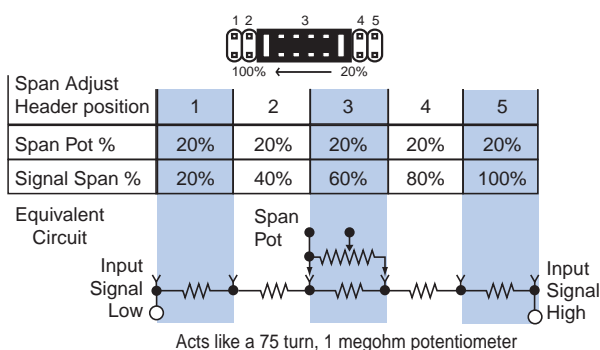 1 2 3 4 5
100% 20%
Span Adjust
Header position 1 2 3 4 5
Span Pot % 20% 20% 20% 20% 20%
Signal Span % 20% 40% 60% 80% 100%
Equivalent
Circuit
Span
Pot
Input
Signal
Low
Input
Signal
High
Acts like a 75 turn, 1 megohm potentiometer